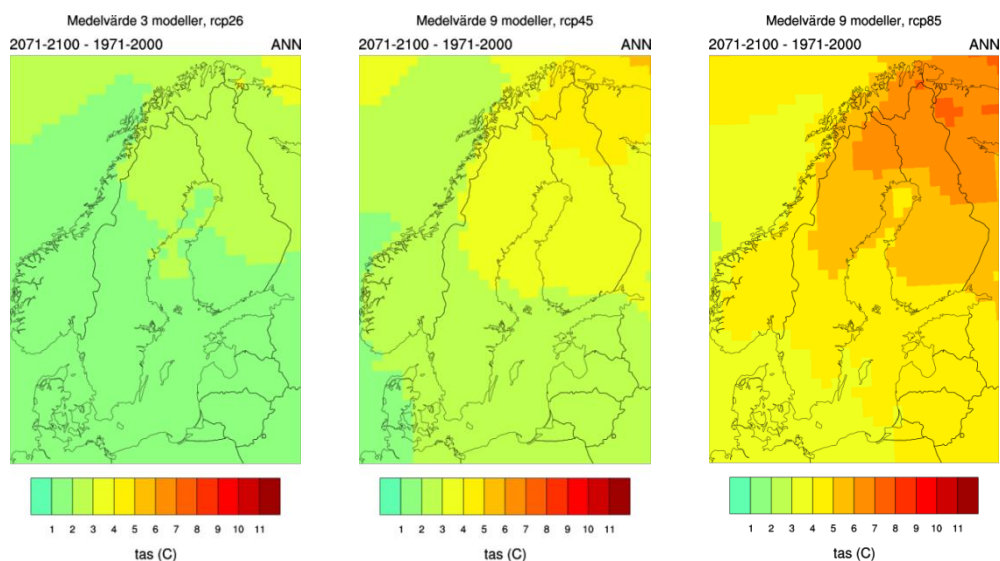 Medelvärde 3 modeller, rcp26
2071-2100 - 1971-2000 ANN
1 2 3 4 5 6 7 8 9 10 11
tas (C)
Medelvärde 9 modeller, rcp45
2071-2100 - 1971-2000 ANN
1 2 3 4 5 6 7 8 9 10 11
tas (C)
Medelvärde 9 modeller, rcp85
2071-2100 - 1971-2000 ANN
1 2 3 4 5 6 7 8 9 10 11
tas (C)